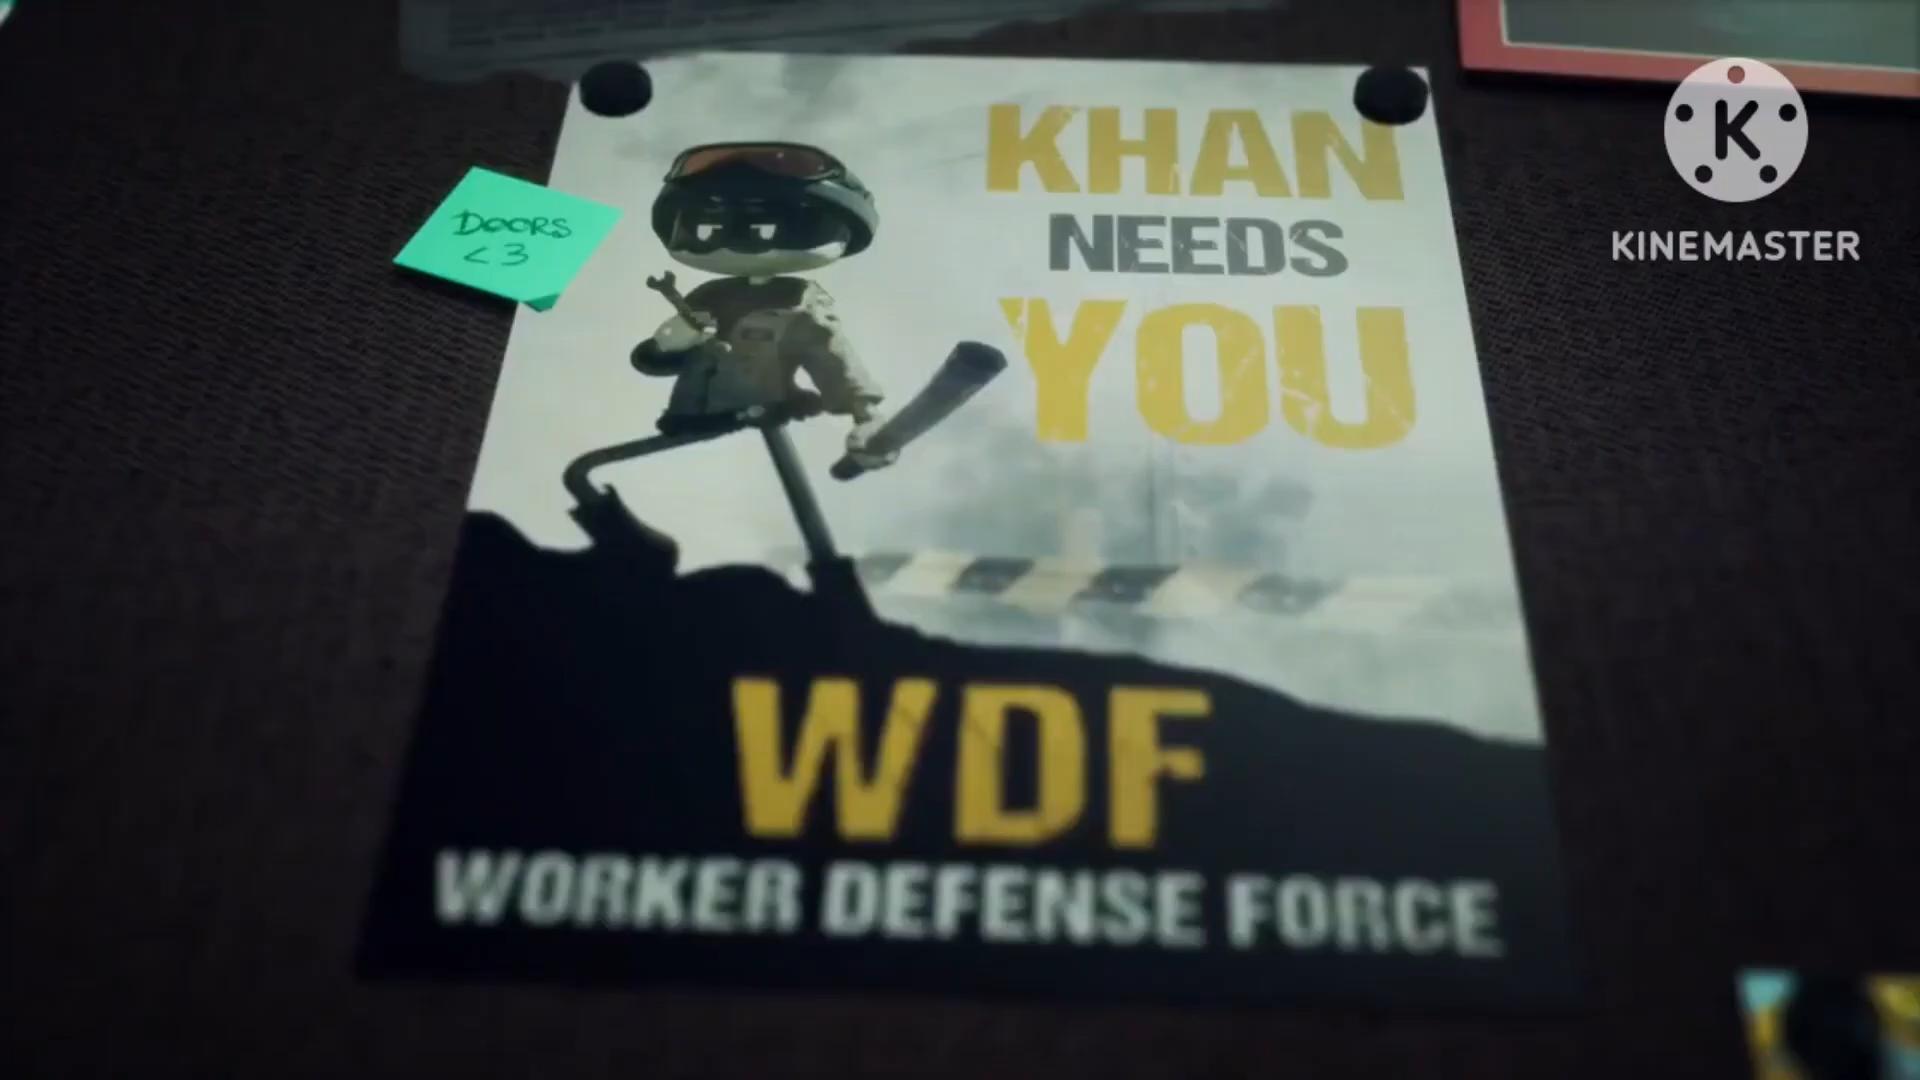 KHAN
NEEDS
YOU
DOORS
<3
WDF
WORKER DEFENSE FORCE
K
KINEMASTER